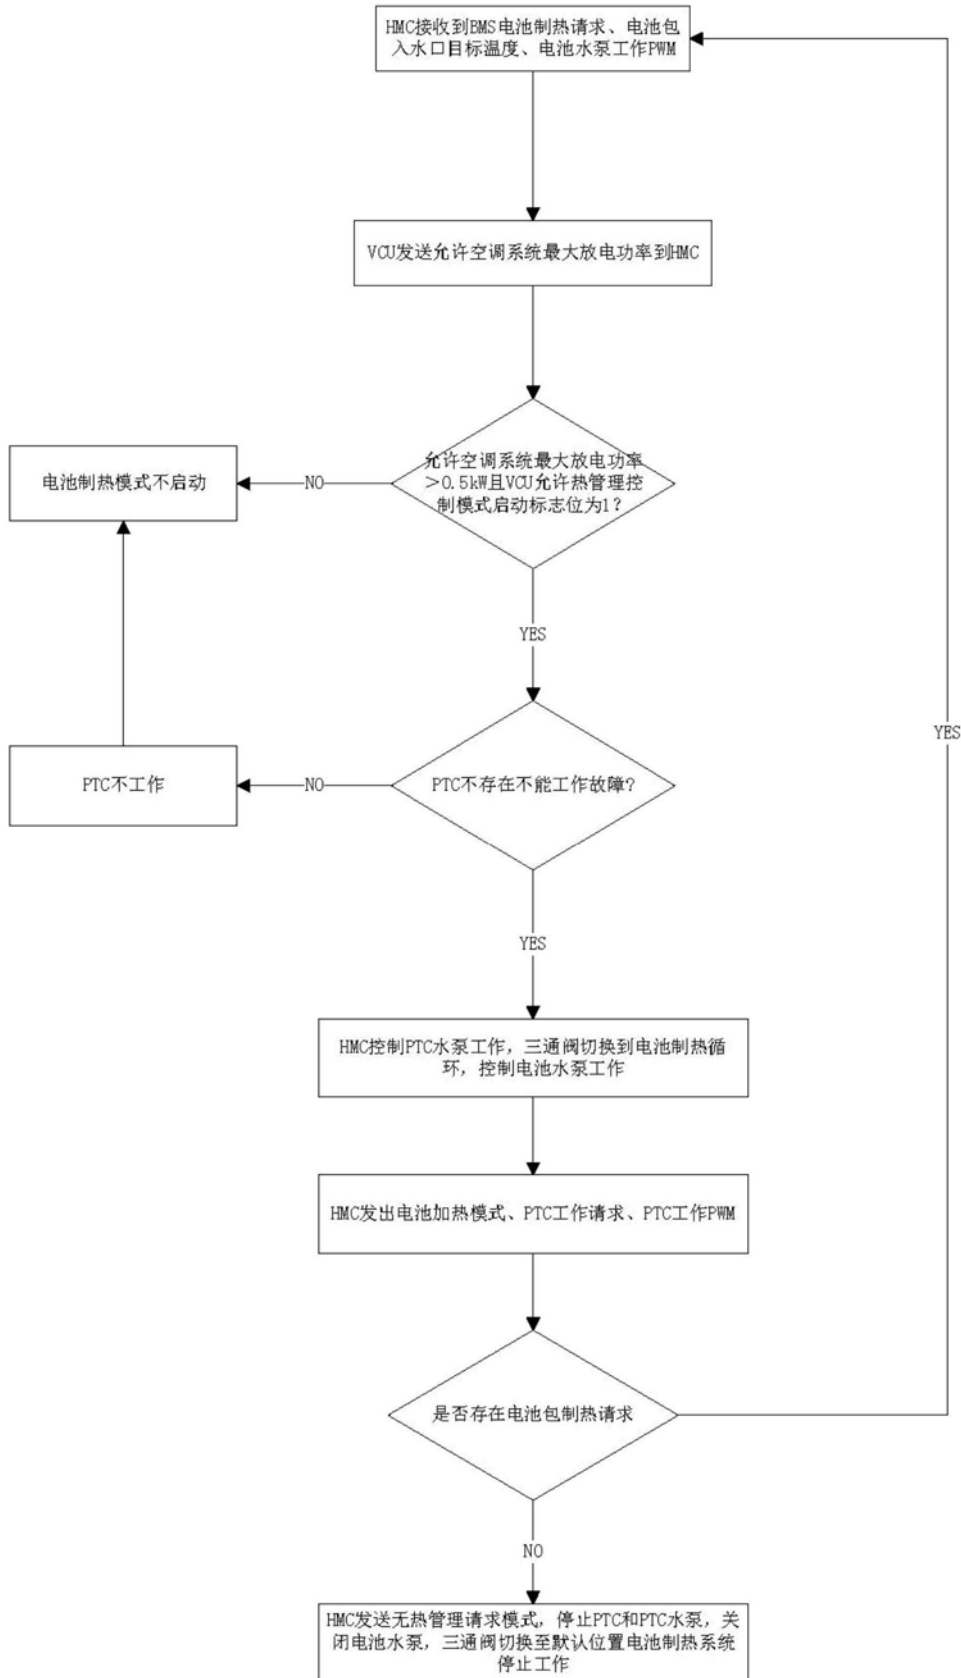 HMC接收到BMS电池制热请求、电池包
入水口目标温度、电池水泵工作PWM
VCU发送允许空调系统最大放电功率到HMC
允许空调系统最大放电功率
＞0.5kW且VCU允许热管理控
制模式启动标志位为1？
NO
电池制热模式不启动
YES
PTC不存在不能工作故障？
NO
PTC不工作
YES
YES
HMC控制PTC水泵工作，三通阀切换到电池制热循
环，控制电池水泵工作
HMC发出电池加热模式、PTC工作请求、PTC工作PWM
是否存在电池包制热请求
NO
HMC发送无热管理请求模式，停止PTC和PTC水泵，关
闭电池水泵，三通阀切换至默认位置电池制热系统
停止工作